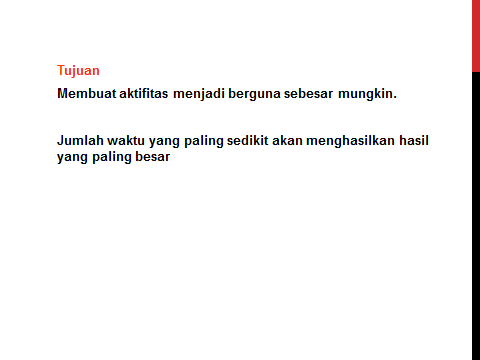 Tujuan
Membuat aktifitas menjadi berguna sebesar mungkin.
Jumlah waktu yang paling sedikit akan menghasilkan hasil
yang paling besar